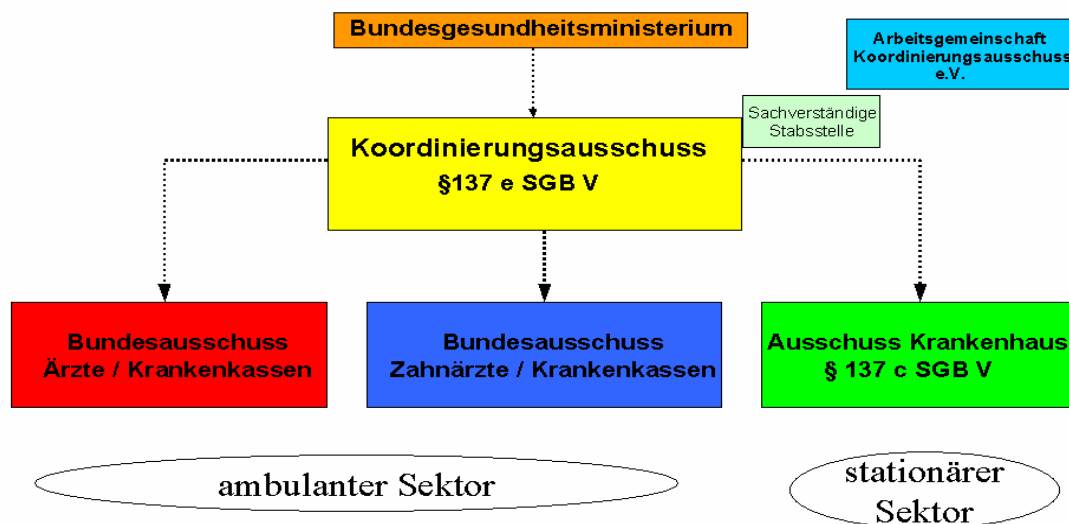 Bundesgesundheitsministerium
Arbeitsgemeinschaft
Koordinierungsausschuss
e.V.
Sachverständige
Stabsstelle
Koordinierungsausschuss
§137 e SGB V
Bundesausschuss
Ärzte / Krankenkassen
Bundesausschuss
Zahnärzte / Krankenkassen
Ausschuss Krankenhaus
§ 137 c SGB V
ambulanter Sektor
stationärer
Sektor